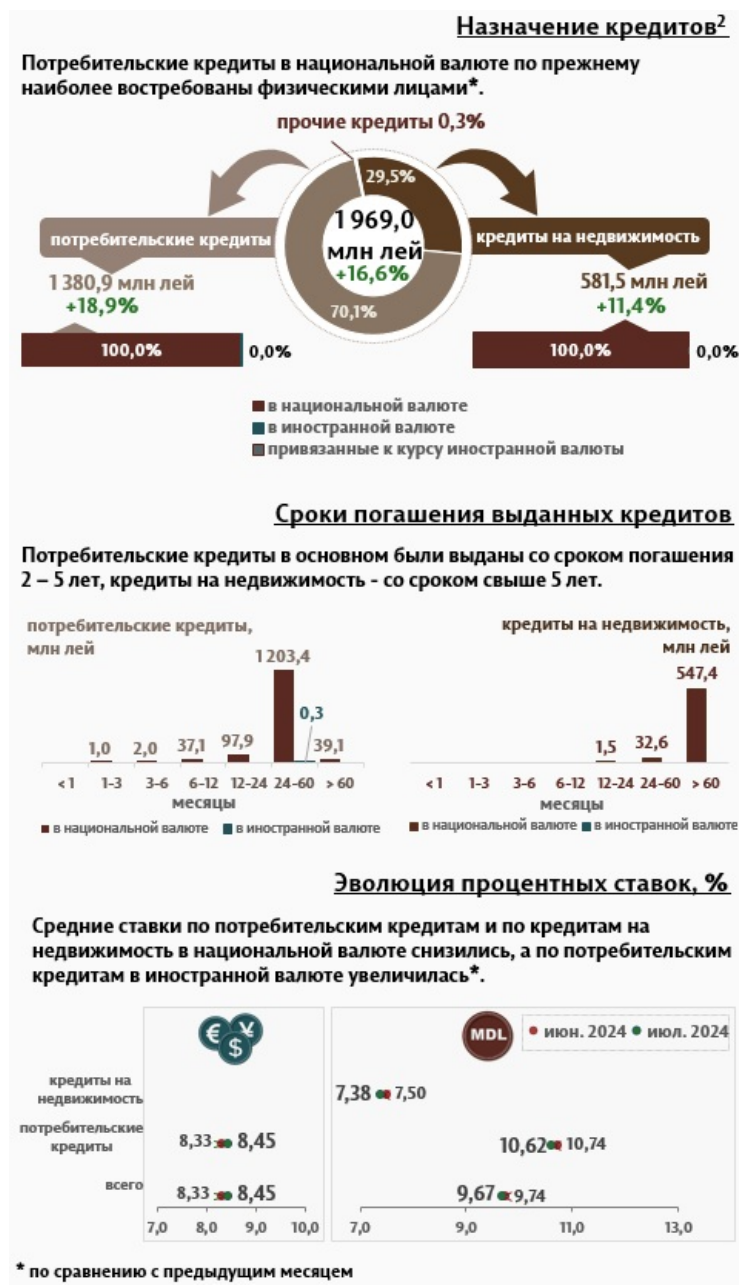 Назначение кредитов²
Потребительские кредиты в национальной валюте по прежнему
наиболее востребованы физическими лицами*.
прочие кредиты 0,3%
29,5%
1 969,0
млн лей
+16,6%
70,1%
потребительские кредиты
1 380,9 млн лей
+18,9%
100,0%
0,0%
кредиты на недвижимость
581,5 млн лей
+11,4%
100,0%
0,0%
в национальной валюте
в иностранной валюте
привязанные к курсу иностранной валюты
Сроки погашения выданных кредитов
Потребительские кредиты в основном были выданы со сроком погашения
2 – 5 лет, кредиты на недвижимость - со сроком свыше 5 лет.
потребительские кредиты,
млн лей
1 203,4
0,3
1,0 2,0 37,1 97,9 39,1
<1 1-3 3-6 6-12 12-24 24-60 > 60
месяцы
в национальной валюте в иностранной валюте
кредиты на недвижимость,
млн лей
547,4
1,5 32,6
<1 1-3 3-6 6-12 12-24 24-60 > 60
месяцы
в национальной валюте в иностранной валюте
Эволюция процентных ставок, %
Средние ставки по потребительским кредитам и по кредитам на
недвижимость в национальной валюте снизились, а по потребительским
кредитам в иностранной валюте увеличилась*.
€ ¥ $
MDL
июн. 2024 июл. 2024
кредиты на
недвижимость
7,38 7,50
потребительские
кредиты
8,33 8,45
10,62 10,74
всего
8,33 8,45
9,67 9,74
7,0 8,0 9,0 10,0
7,0 9,0 11,0 13,0
* по сравнению с предыдущим месяцем